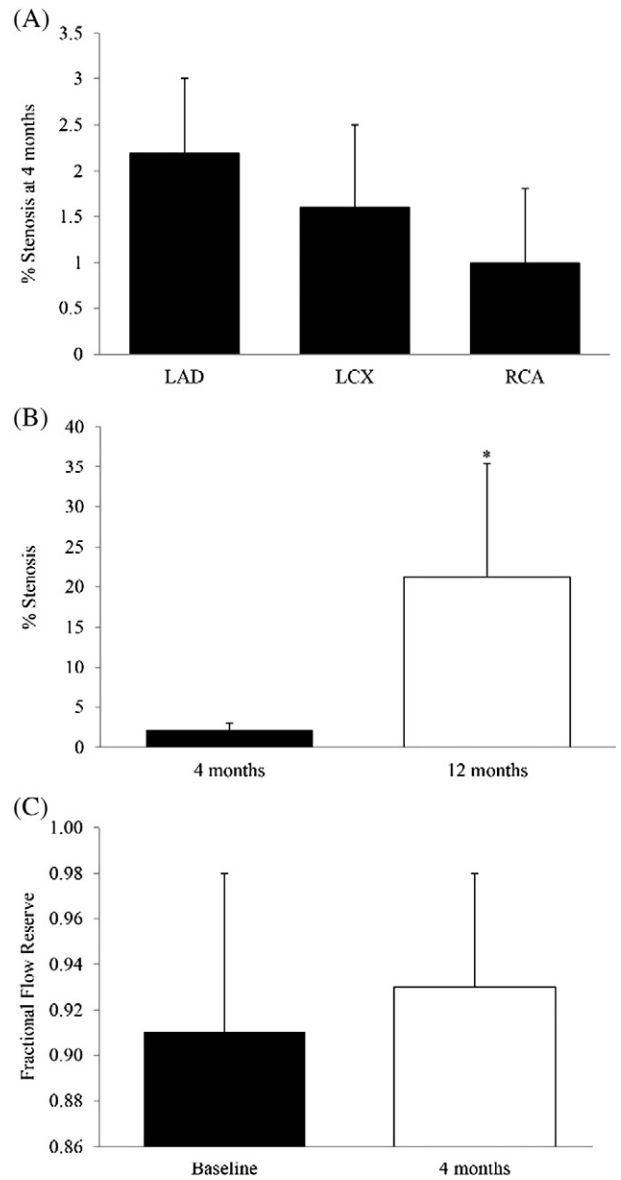 (A)
3.5
3
2.5
2
1.5
1
0.5
0
% Stenosis at 4 months
LAD LCX RCA
(B)
40
35
30
25
20
15
10
5
0
% Stenosis
*
4 months 12 months
(C)
1.00
0.98
0.96
0.94
0.92
0.90
0.88
0.86
Fractional Flow Reserve
Baseline 4 months